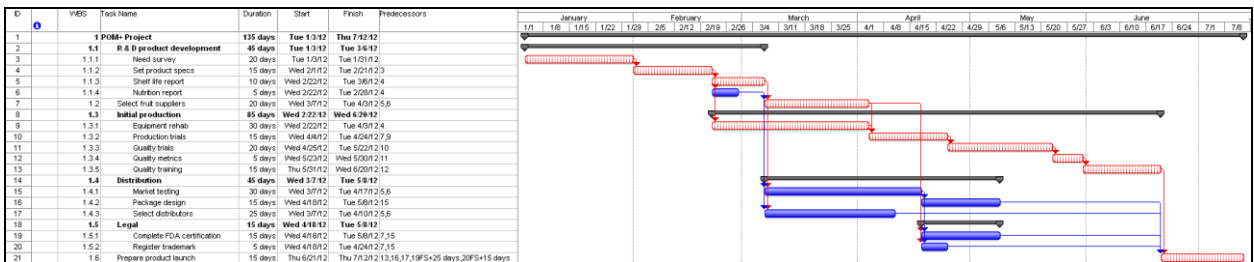 ID WBS Task Name Duration Start Finish Predecessors January February March April May June
1/1 1/8 1/15 1/22 1/29 2/5 2/12 2/19 2/26 3/4 3/11 3/18 3/25 4/1 4/8 4/15 4/22 4/29 5/6 5/13 5/20 5/27 6/3 6/10 6/17 6/24 7/1 7/8
1 1 POM+ Project 135 days Tue 1/3/12 Thu 7/12/12
2 1.1 R & D product development 45 days Tue 1/3/12 Tue 3/6/12
3 1.1.1 Need survey 20 days Tue 1/3/12 Tue 1/31/12
4 1.1.2 Set product specs 15 days Wed 2/1/12 Tue 2/21/12 3
5 1.1.3 Shelf life report 10 days Wed 2/22/12 Tue 3/6/12 4
6 1.1.4 Nutrition report 5 days Wed 2/22/12 Tue 2/28/12 4
7 1.2 Select fruit suppliers 20 days Wed 3/7/12 Tue 4/3/12 5,6
8 1.3 Initial production 85 days Wed 2/22/12 Wed 6/20/12
9 1.3.1 Equipment rehab 30 days Wed 2/22/12 Tue 4/3/12 4
10 1.3.2 Production trials 15 days Wed 4/4/12 Tue 4/24/12 7,9
11 1.3.3 Quality trials 20 days Wed 4/25/12 Tue 5/22/12 10
12 1.3.4 Quality metrics 5 days Wed 5/23/12 Wed 5/30/12 11
13 1.3.5 Quality training 15 days Thu 5/31/12 Wed 6/20/12 12
14 1.4 Distribution 45 days Wed 3/7/12 Tue 5/8/12
15 1.4.1 Market testing 30 days Wed 3/7/12 Tue 4/17/12 5,6
16 1.4.2 Package design 15 days Wed 4/18/12 Tue 5/8/12 15
17 1.4.3 Select distributors 25 days Wed 3/7/12 Tue 4/10/12 5,6
18 1.5 Legal 15 days Wed 4/18/12 Tue 5/8/12
19 1.5.1 Complete FDA certification 15 days Wed 4/18/12 Tue 5/8/12 7,15
20 1.5.2 Register trademark 5 days Wed 4/18/12 Tue 4/24/12 7,15
21 1.6 Prepare product launch 15 days Thu 6/21/12 Thu 7/12/12 13,16,17,19FS+25 days,20FS+15 days